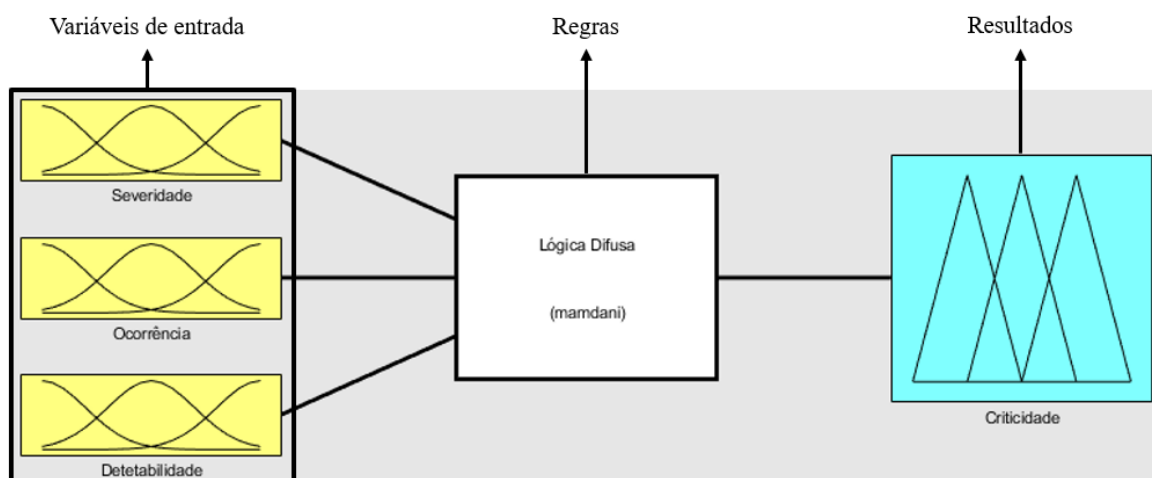 Variáveis de entrada
Regras
Resultados
Severidade
Ocorrência
Detetabilidade
Lógica Difusa
(mamdani)
Criticidade